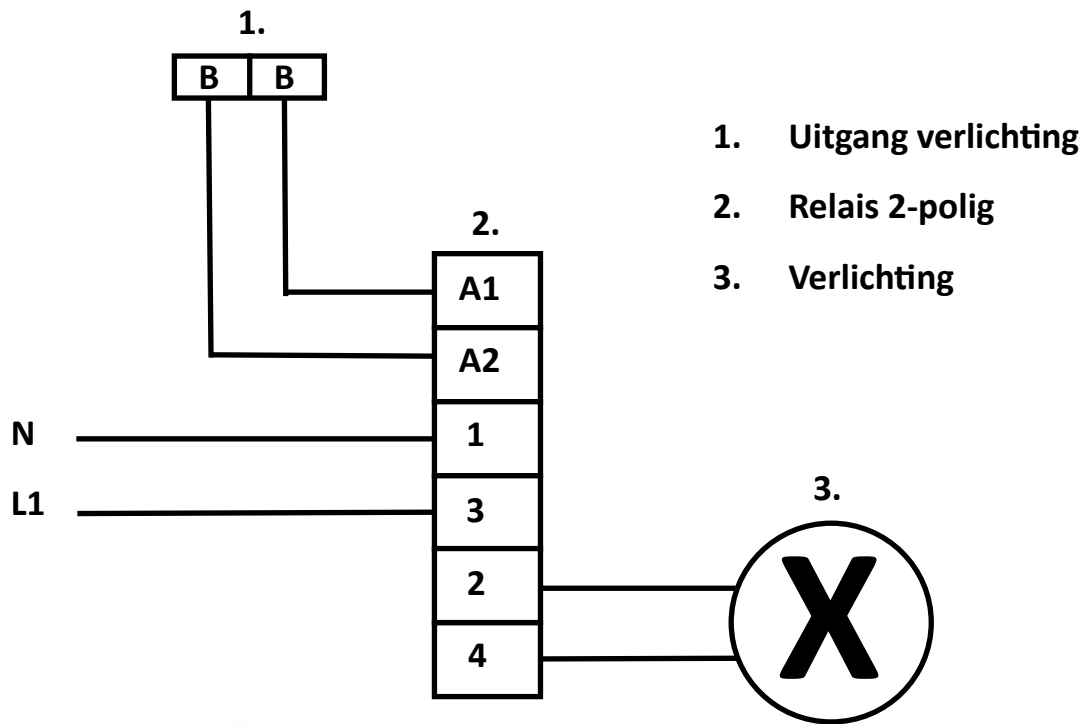 1.
B B
1. Uitgang verlichting
2. Relais 2-polig
3. Verlichting
2.
A1
A2
N
1
L1
3
2
4
3.
X